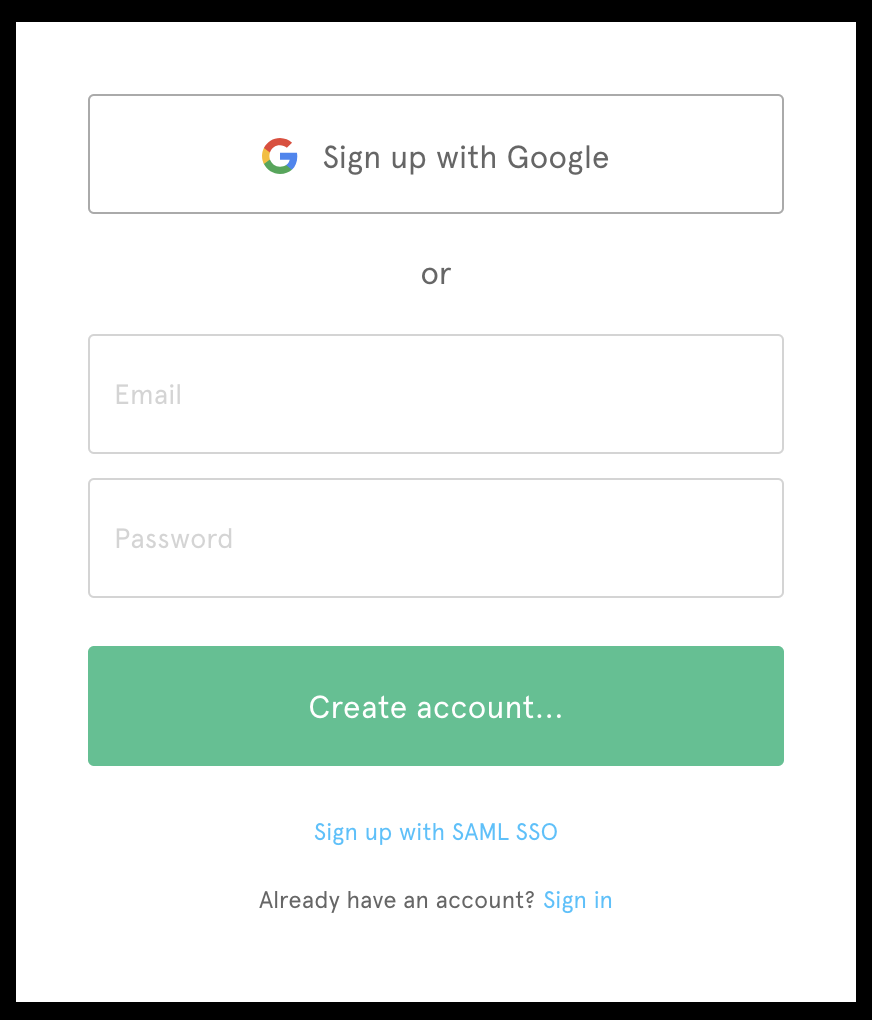 Sign up with Google
or
Email
Password
Create account...
Sign up with SAML SSO
Already have an account? Sign in